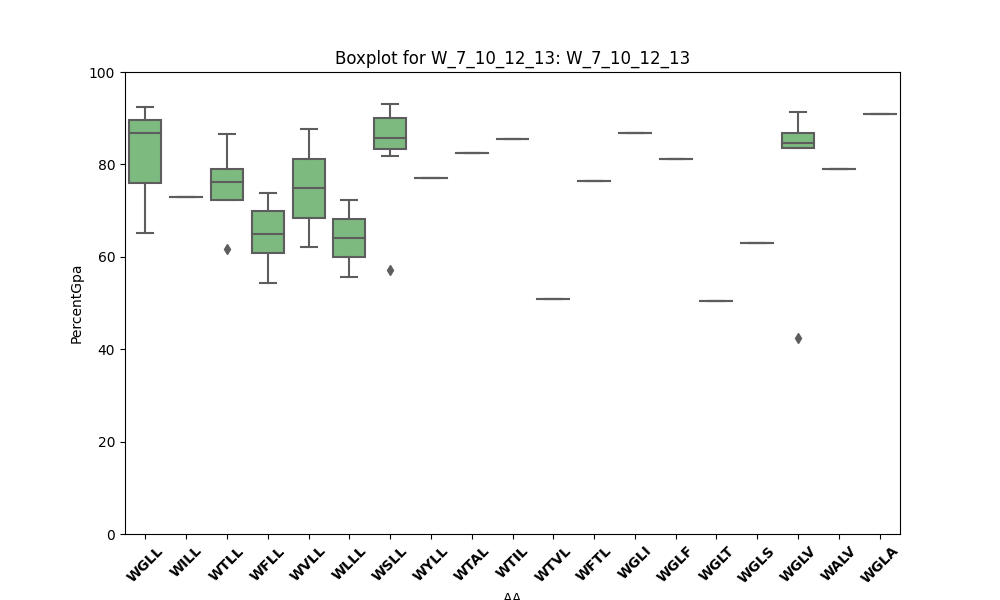 Boxplot for W_7_10_12_13: W_7_10_12_13
100
80
60
40
20
0
PercentGpa
WGLL WILL WTLL WFLL WVLL WLLL WSLL WYLL WTAL WTIL WTVL WFTL WGLI WGLF WGLT WGLS WGLV WALV WGLA
AA